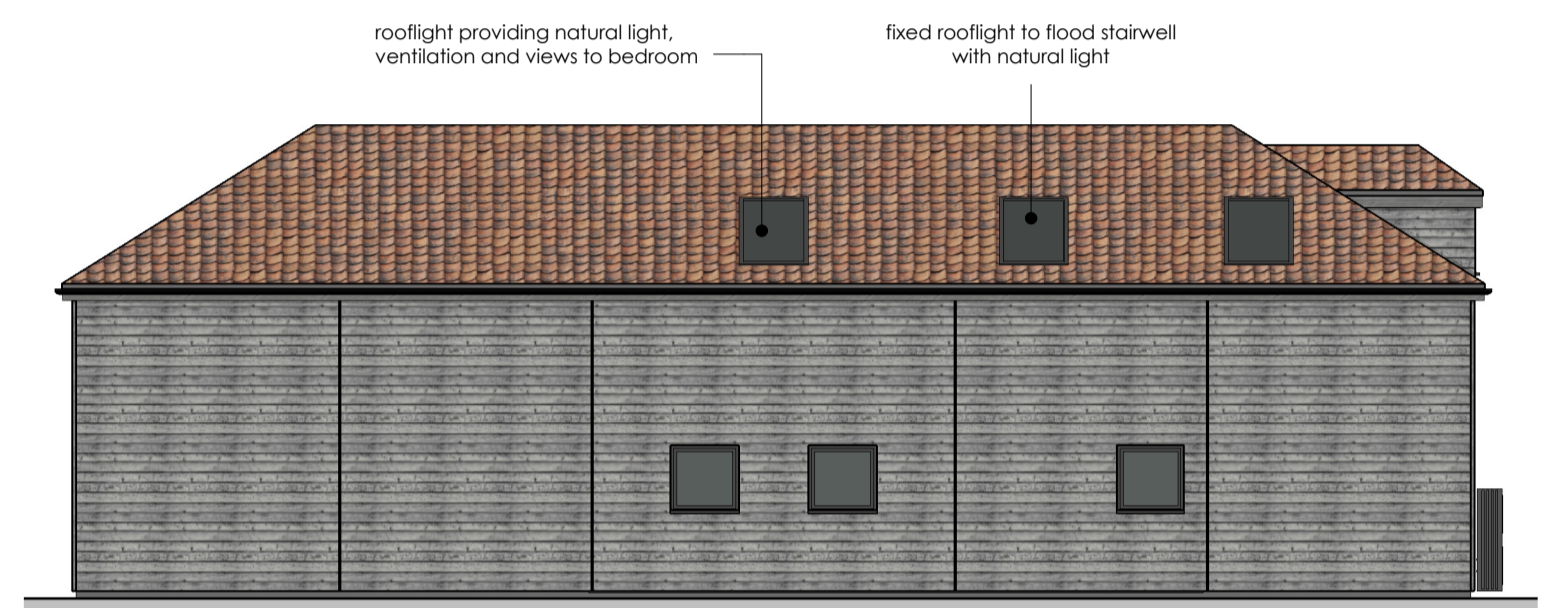 rooflight providing natural light,
ventilation and views to bedroom
fixed rooflight to flood stairwell
with natural light